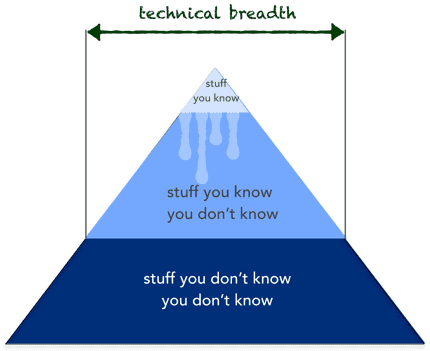 technical breadth
stuff
you know
stuff you know
you don't know
stuff you don't know
you don't know